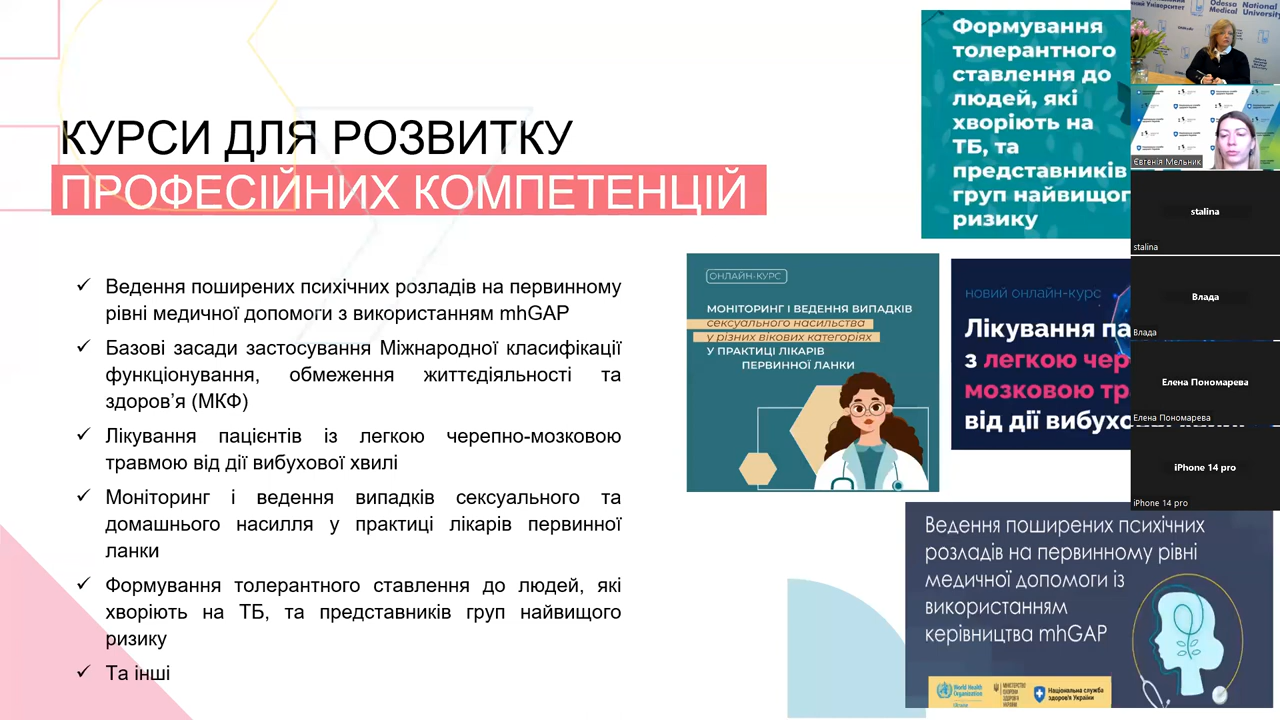 КУРСИ ДЛЯ РОЗВИТКУ
ПРОФЕСІЙНИХ КОМПЕТЕНЦІЙ
✓ Ведення поширених психічних розладів на первинному
рівні медичної допомоги з використанням mhGAP
✓ Базові засади застосування Міжнародної класифікації
функціонування, обмеження життєдіяльності та
здоров’я (МКФ)
✓ Лікування пацієнтів із легкою черепно-мозковою
травмою від дії вибухової хвилі
✓ Моніторинг і ведення випадків сексуального та
домашнього насилля у практиці лікарів первинної
ланки
✓ Формування толерантного ставлення до людей, які
хворіють на ТБ, та представників груп найвищого
ризику
✓ Та інші
Формування
толерантного
ставлення до
людей, які
хворіють на
ТБ, та
представників
груп найвищог
ризику
ОНЛАЙН-КУРС
МОНІТОРИНГ І ВЕДЕННЯ ВИПАДКІВ
сексуального насильства
у різних вікових категоріях
У ПРАКТИЦІ ЛІКАРІВ
ПЕРВИННОЇ ЛАНКИ
новий онлайн-курс
Лікування па
з легкою чер
мозковою тр
від дії вибухо
Ведення поширених психічних
розладів на первинному рівні
медичної допомоги із
використанням
керівництва mhGAP
World Health
Organization
Ukraine
МІНІСТЕРСТВО
ОХОРОНИ
ЗДОРОВ'Я
УКРАЇНИ
Національна служба
здоров'я України
Odessa National
Medical University
Євгенія Мельник
stalina
stalina
Влада
Влада
Елена Пономарева
Елена Пономарева
iPhone 14 pro
iPhone 14 pro